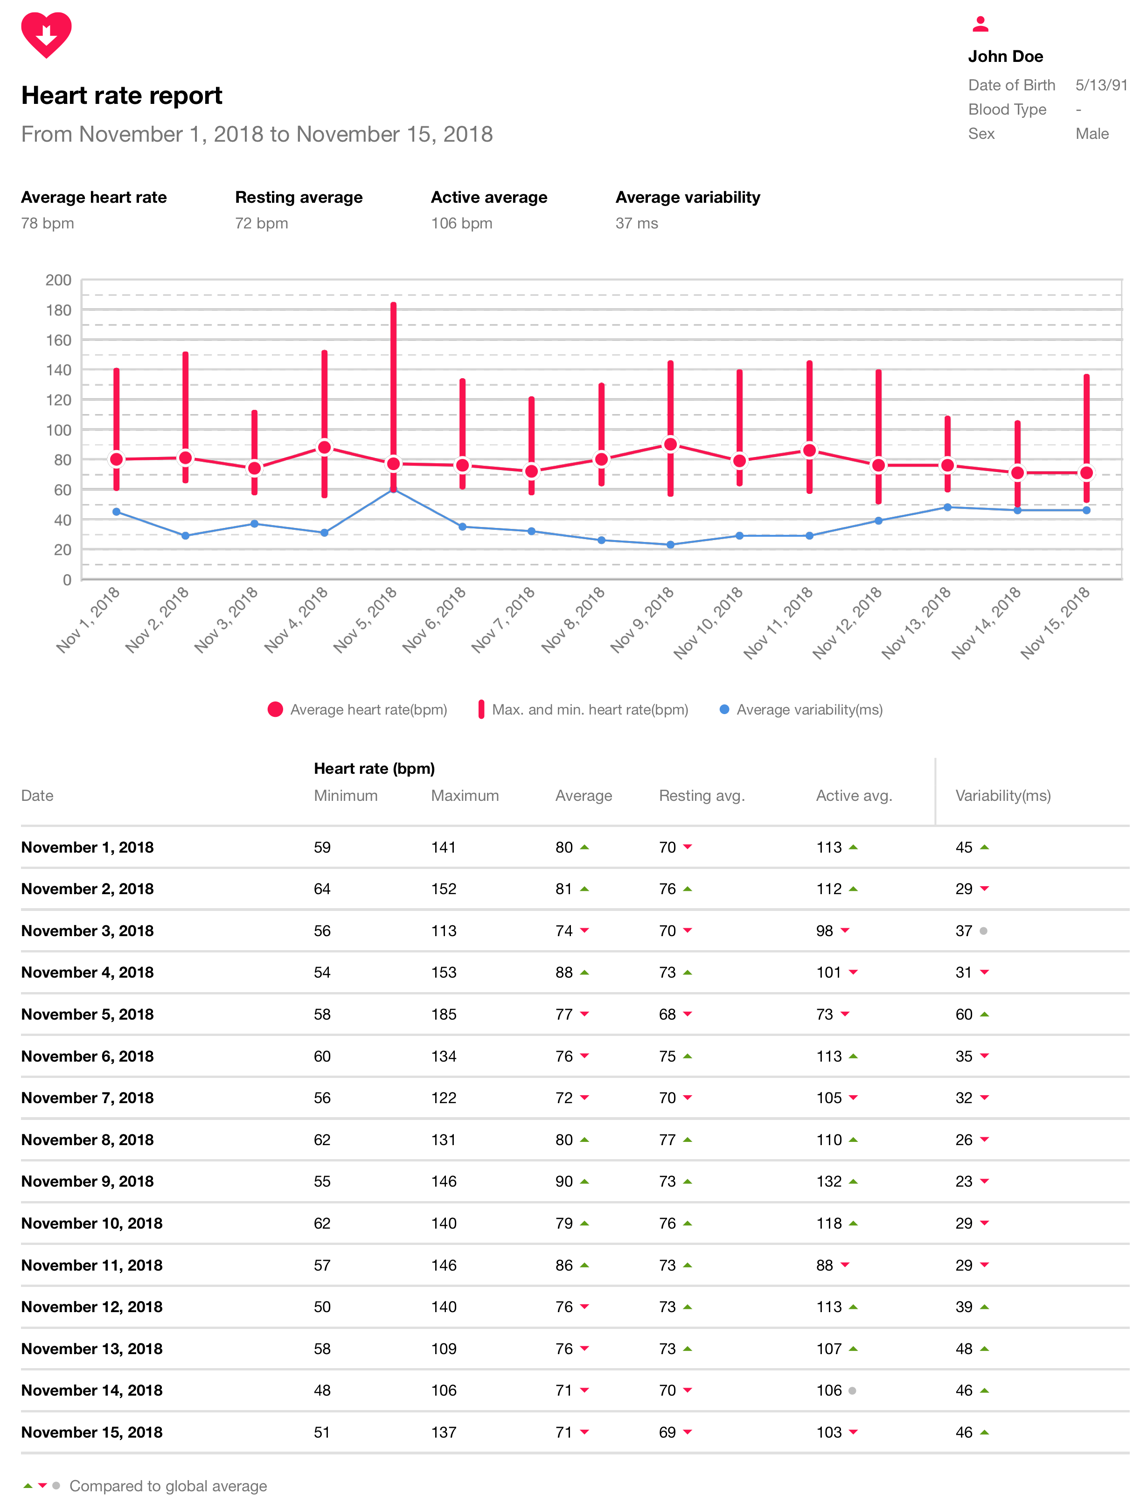 Heart rate report
From November 1, 2018 to November 15, 2018
John Doe
Date of Birth 5/13/91
Blood Type -
Sex Male
Average heart rate Resting average Active average Average variability
78 bpm 72 bpm 106 bpm 37 ms
200
180
160
140
120
100
80
60
40
20
0
Nov 1, 2018
Nov 2, 2018
Nov 3, 2018
Nov 4, 2018
Nov 5, 2018
Nov 6, 2018
Nov 7, 2018
Nov 8, 2018
Nov 9, 2018
Nov 10, 2018
Nov 11, 2018
Nov 12, 2018
Nov 13, 2018
Nov 14, 2018
Nov 15, 2018
Average heart rate(bpm) Max. and min. heart rate(bpm) Average variability(ms)
Heart rate (bpm)
Date Minimum Maximum Average Resting avg. Active avg. Variability(ms)
November 1, 2018 59 141 80 70 113 45
November 2, 2018 64 152 81 76 112 29
November 3, 2018 56 113 74 70 98 37
November 4, 2018 54 153 88 73 101 31
November 5, 2018 58 185 77 68 73 60
November 6, 2018 60 134 76 75 113 35
November 7, 2018 56 122 72 70 105 32
November 8, 2018 62 131 80 77 110 26
November 9, 2018 55 146 90 73 132 23
November 10, 2018 62 140 79 76 118 29
November 11, 2018 57 146 86 73 88 29
November 12, 2018 50 140 76 73 113 39
November 13, 2018 58 109 76 73 107 48
November 14, 2018 48 106 71 70 106 46
November 15, 2018 51 137 71 69 103 46
Compared to global average